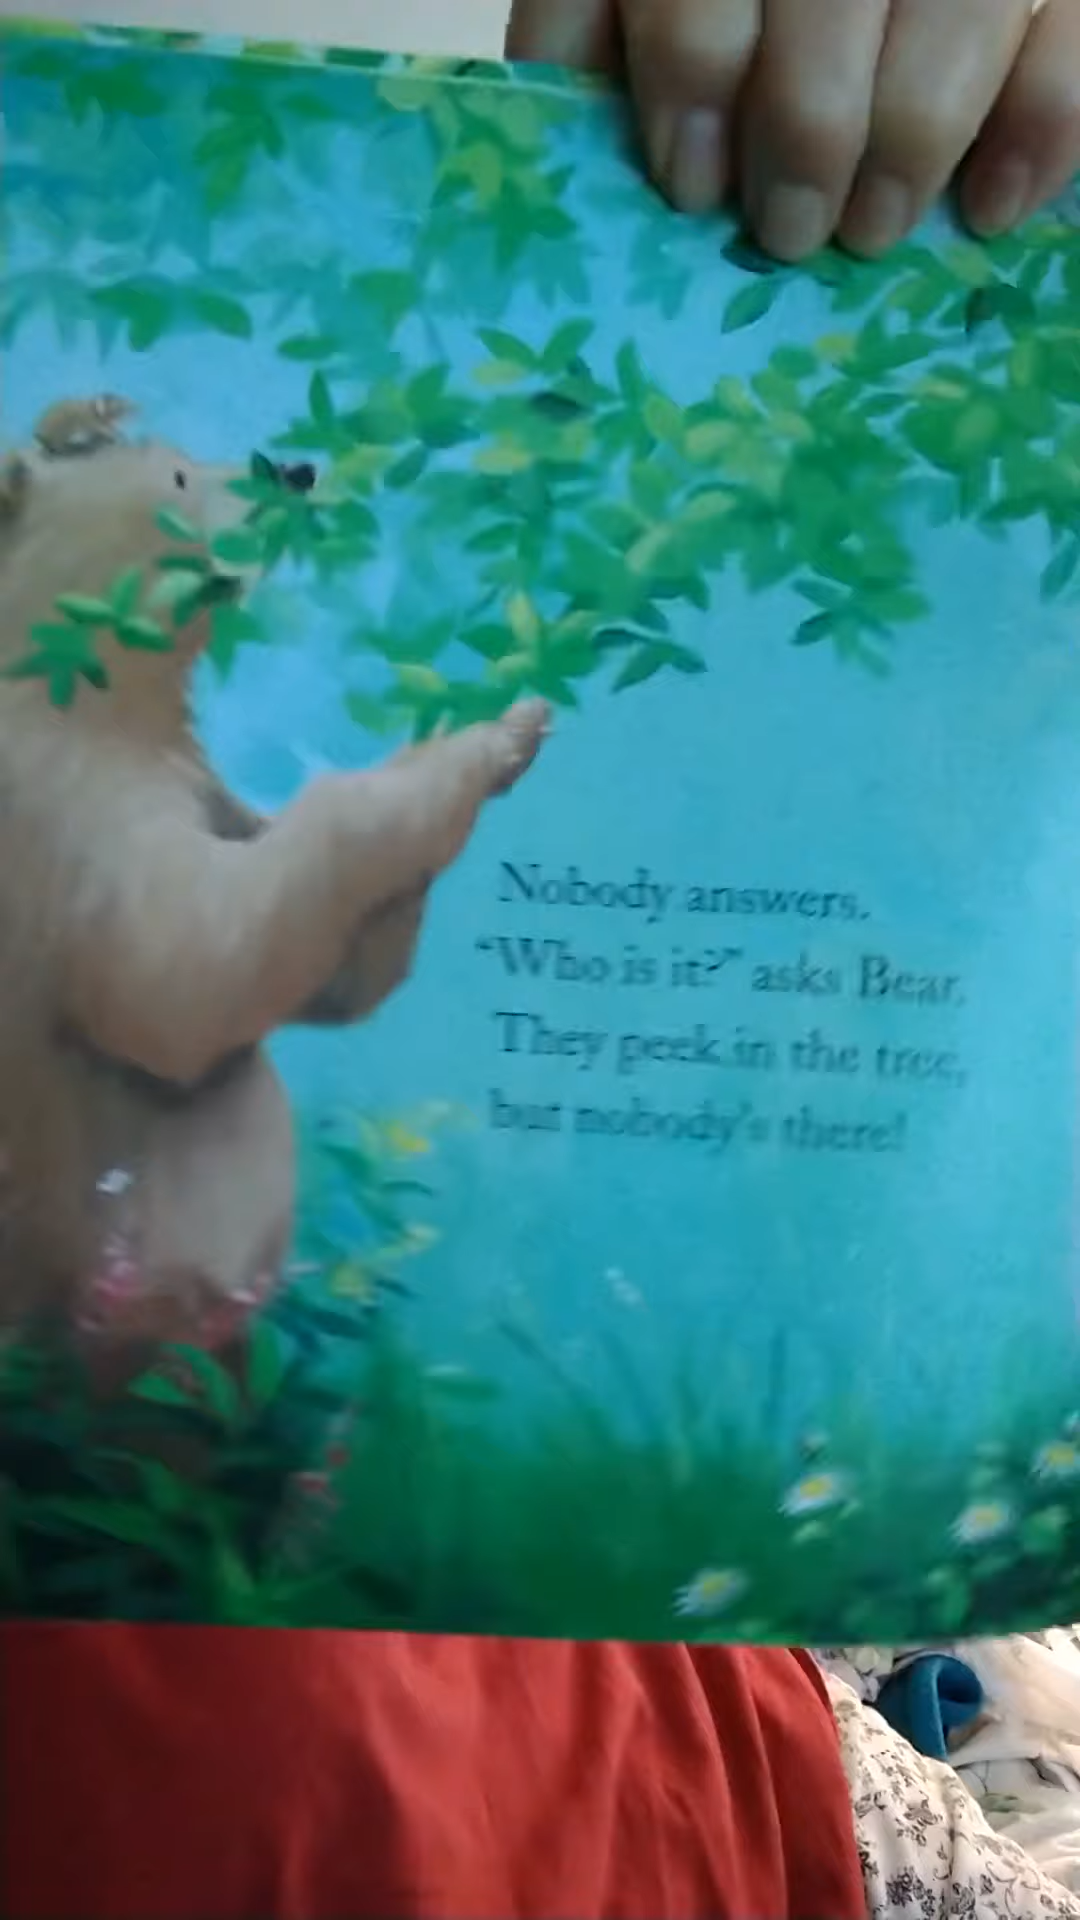 Nobody answers.
“Who is it?” asks Bear.
They peek in the tree,
but nobody's there!